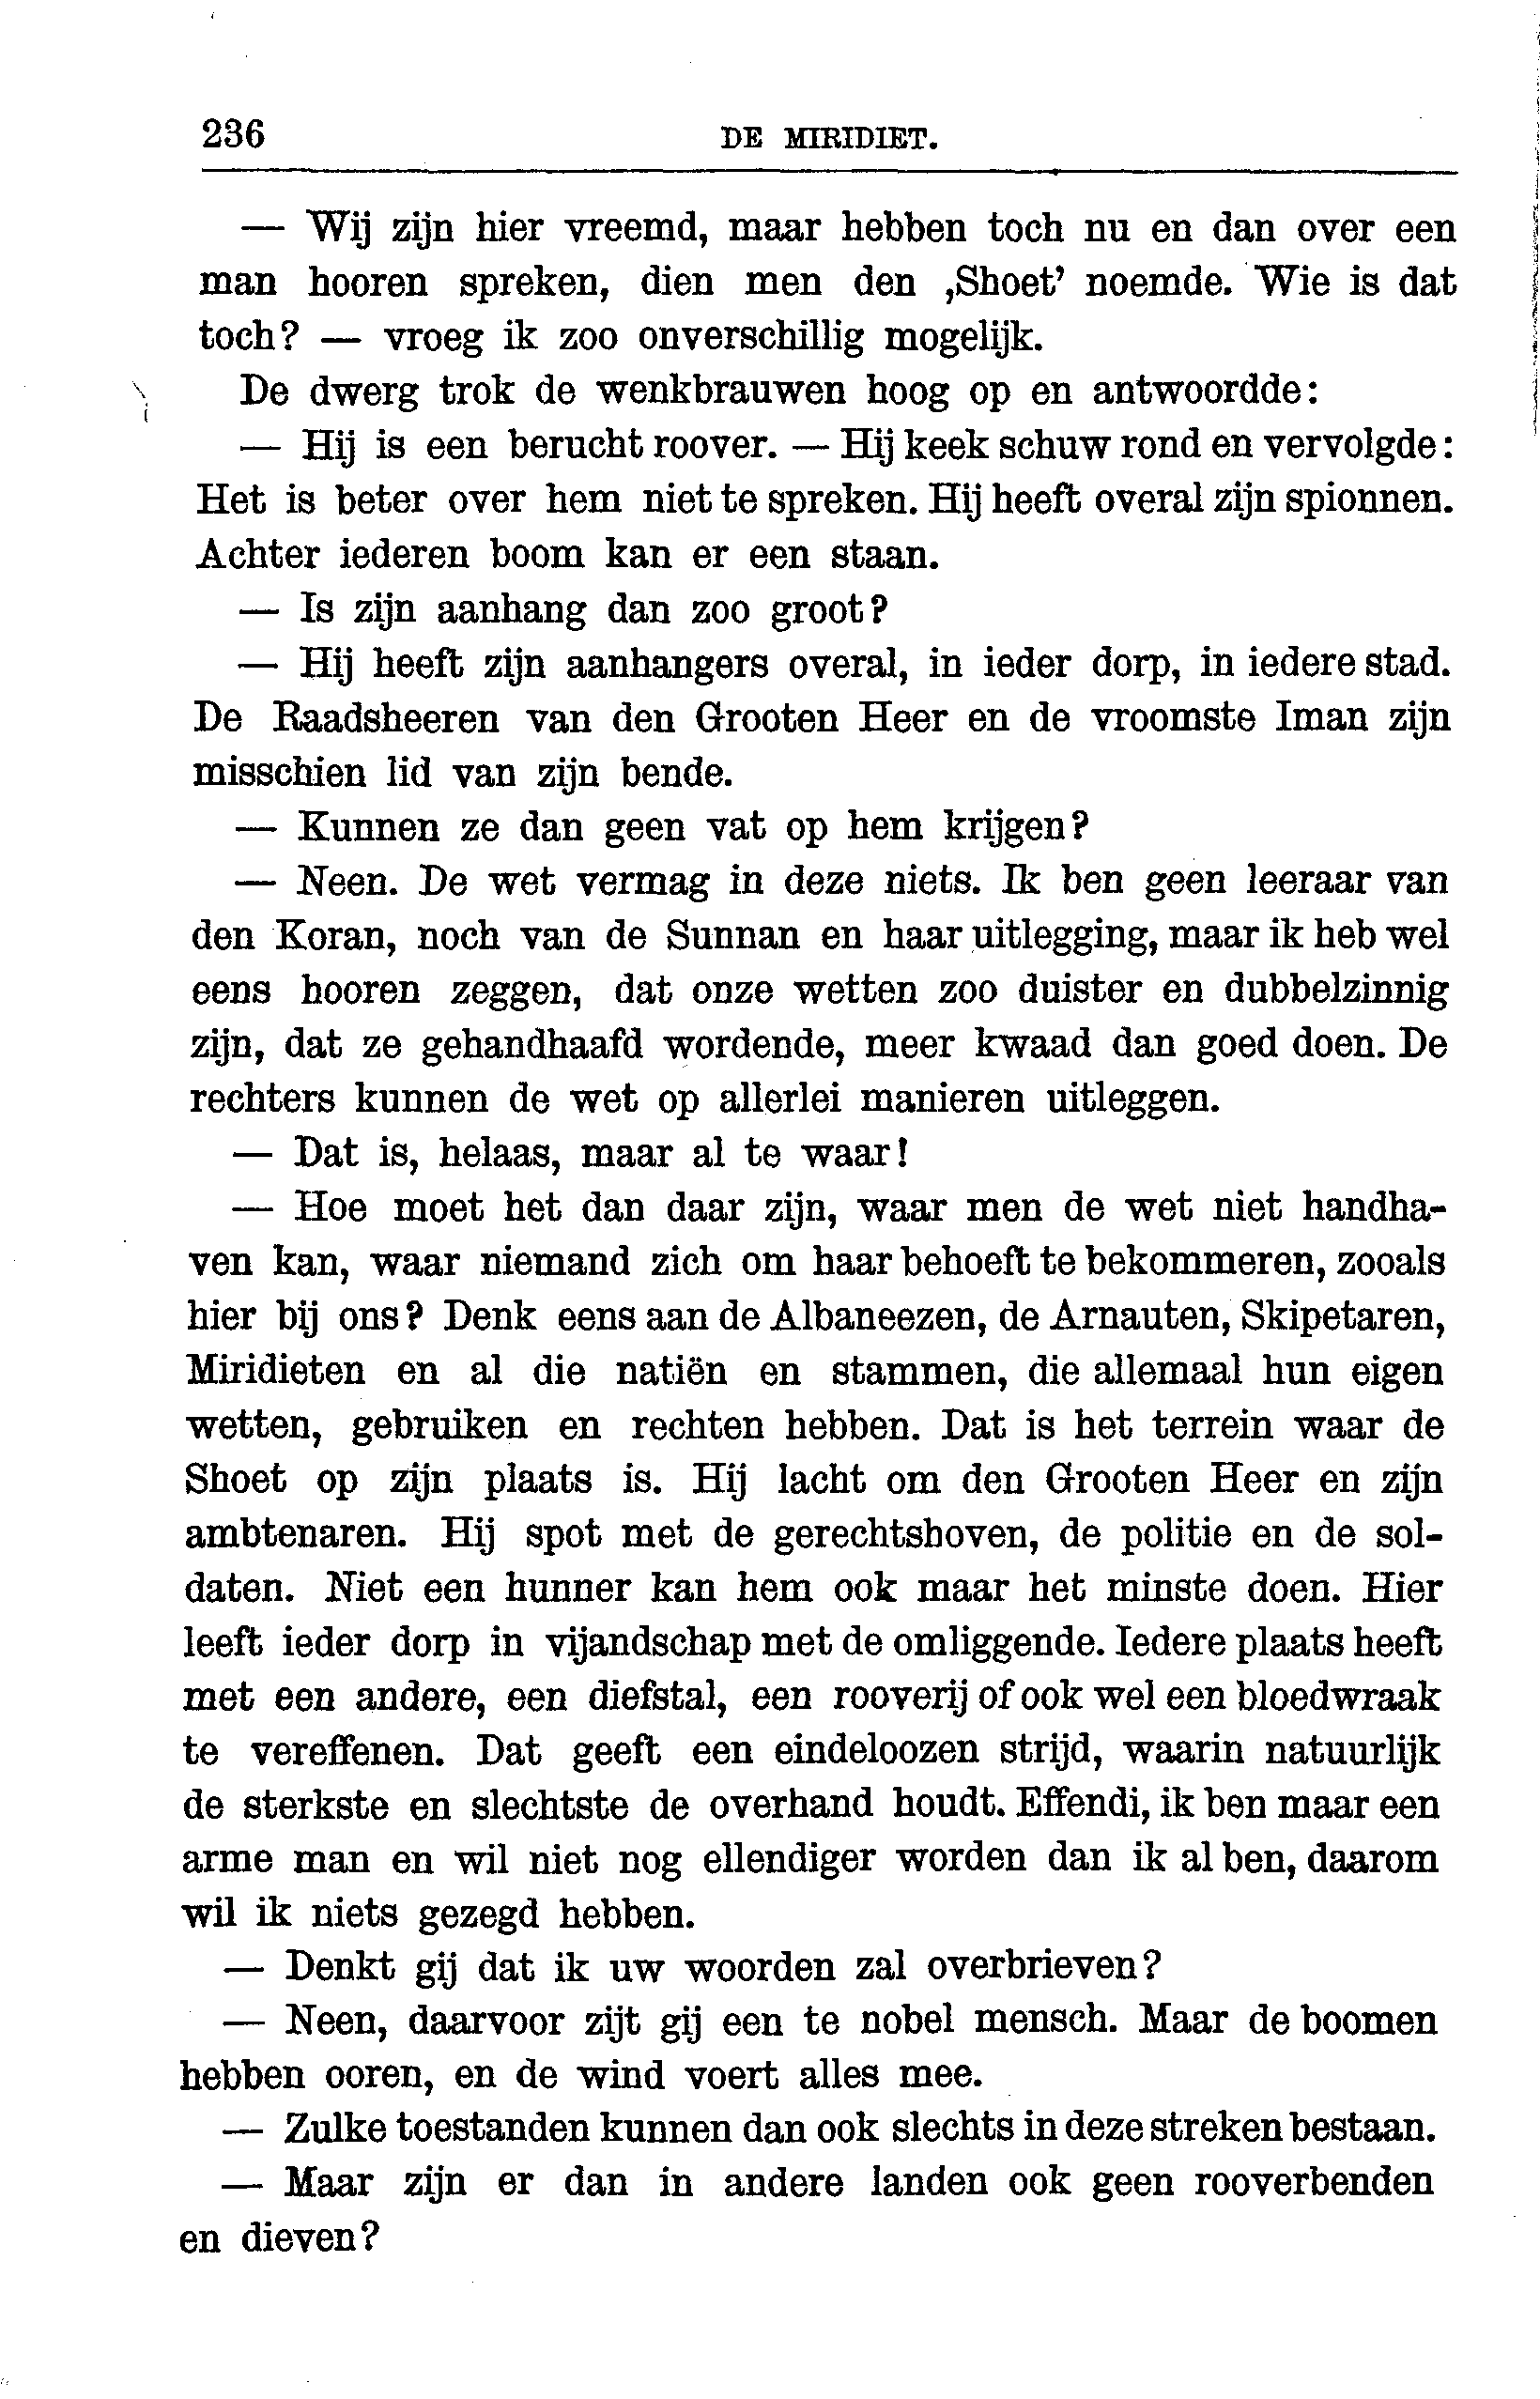 236 DE MIRIDIET.
— Wij zijn hier vreemd, maar hebben toch nu en dan over een
man hooren spreken, dien men den ‚Shoet’ noemde. Wie is dat
toch? — vroeg ik zoo onverschillig mogelijk.
De dwerg trok de wenkbrauwen hoog op en antwoordde:
— Hij is een berucht roover. — Hij keek schuw rond en vervolgde:
Het is beter over hem niet te spreken. Hij heeft overal zijn spionnen.
Achter iederen boom kan er een staan.
— Is zijn aanhang dan zoo groot?
— Hij heeft zijn aanhangers overal, in ieder dorp, in iedere stad.
De Raadsheeren van den Grooten Heer en de vroomste Iman zijn
misschien lid van zijn bende.
— Kunnen ze dan geen vat op hem krijgen?
— Neen. De wet vermag in deze niets. Ik ben geen leeraar van
den Koran, noch van de Sunnan en haar uitlegging, maar ik heb wel
eens hooren zeggen, dat onze wetten zoo duister en dubbelzinnig
zijn, dat ze gehandhaafd wordende, meer kwaad dan goed doen. De
rechters kunnen de wet op allerlei manieren uitleggen.
— Dat is, helaas, maar al te waar!
— Hoe moet het dan daar zijn, waar men de wet niet handha-
ven kan, waar niemand zich om haar behoeft te bekommeren, zooals
hier bij ons? Denk eens aan de Albaneezen, de Arnauten, Skipetaren,
Miridieten en al die natiën en stammen, die allemaal hun eigen
wetten, gebruiken en rechten hebben. Dat is het terrein waar de
Shoet op zijn plaats is. Hij lacht om den Grooten Heer en zijn
ambtenaren. Hij spot met de gerechtshoven, de politie en de sol-
daten. Niet een hunner kan hem ook maar het minste doen. Hier
leeft ieder dorp in vijandschap met de omliggende. Iedere plaats heeft
met een andere, een diefstal, een rooverij of ook wel een bloedwraak
te vereffenen. Dat geeft een eindeloozen strijd, waarin natuurlijk
de sterkste en slechtste de overhand houdt. Effendi, ik ben maar een
arme man en wil niet nog ellendiger worden dan ik al ben, daarom
wil ik niets gezegd hebben.
— Denkt gij dat ik uw woorden zal overbrieven?
— Neen, daarvoor zijt gij een te nobel mensch. Maar de boomen
hebben ooren, en de wind voert alles mee.
— Zulke toestanden kunnen dan ook slechts in deze streken bestaan.
— Maar zijn er dan in andere landen ook geen rooverbenden
en dieven?